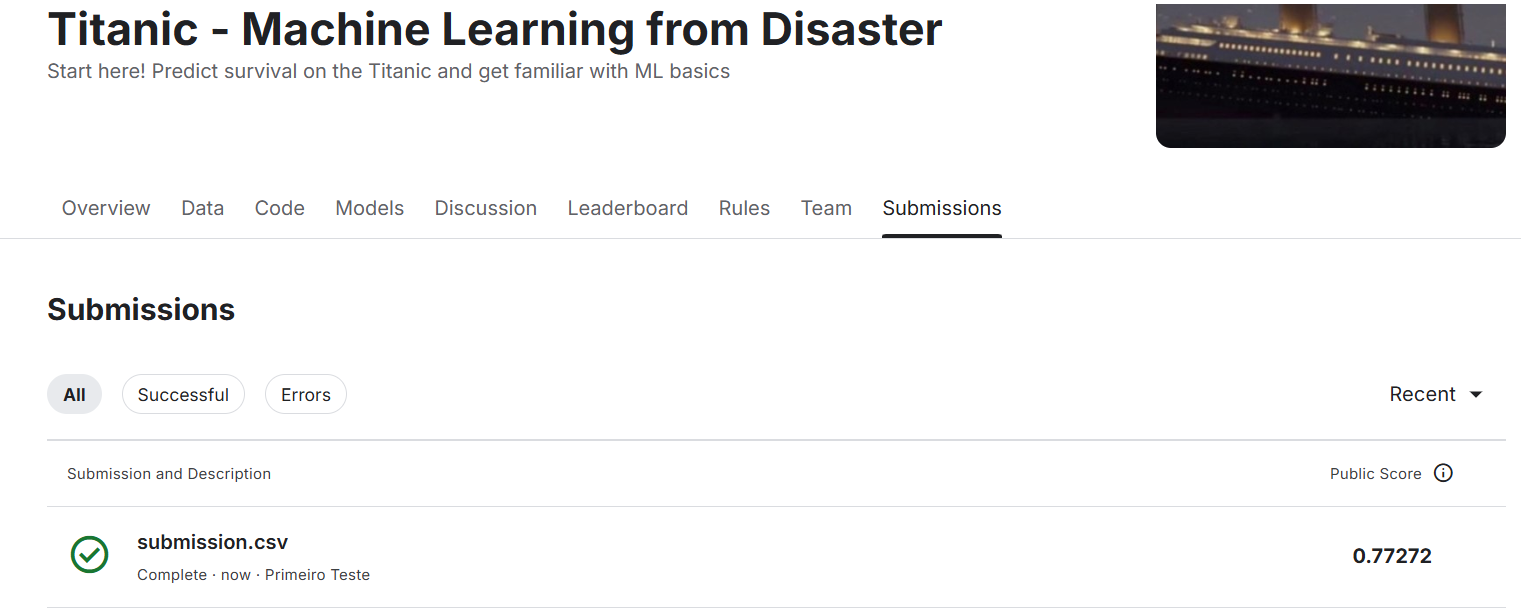 Titanic - Machine Learning from Disaster
Start here! Predict survival on the Titanic and get familiar with ML basics
Overview Data Code Models Discussion Leaderboard Rules Team Submissions
Submissions
All Successful Errors Recent
Submission and Description Public Score
submission.csv
0.77272
Complete · now · Primeiro Teste